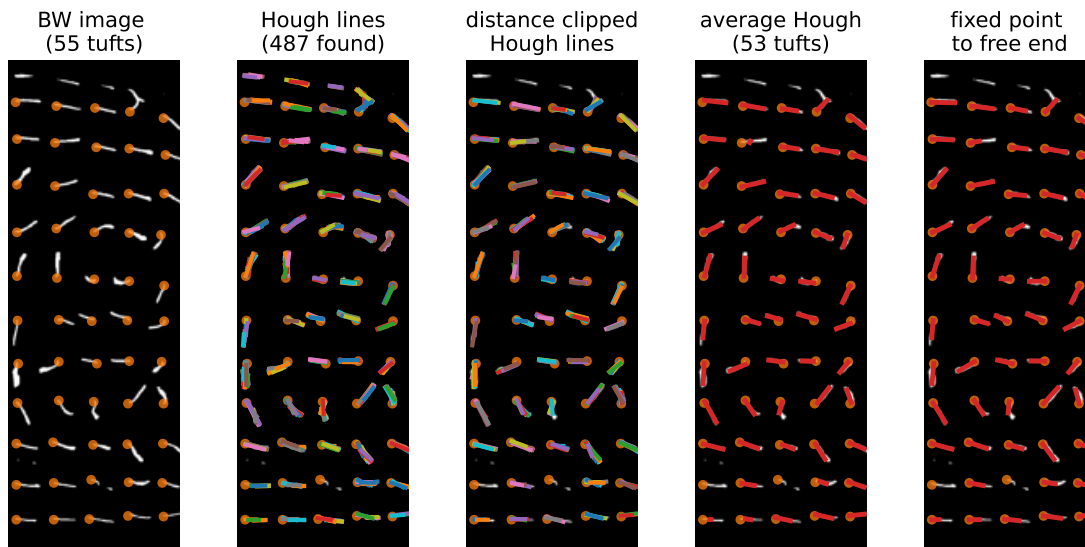 BW image
(55 tufts)
Hough lines
(487 found)
distance clipped
Hough lines
average Hough
(53 tufts)
fixed point
to free end